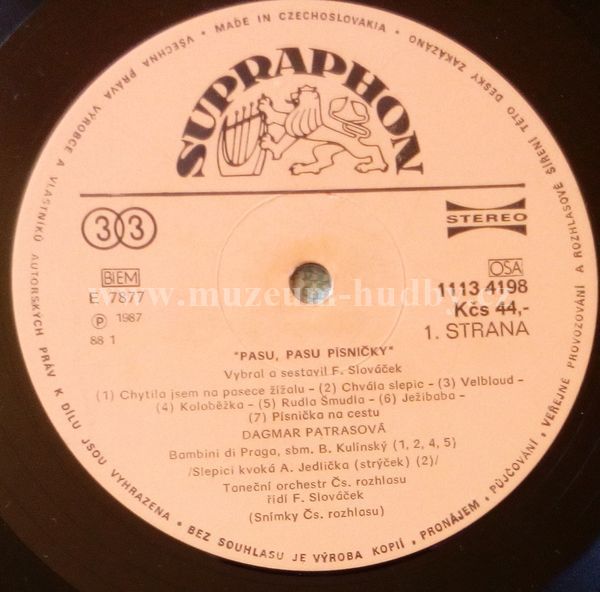 • MADE IN CZECHOSLOVAKIA • VŠECHNA PRÁVA VÝROBCE A VLASTNÍKŮ AUTORSKÝCH PRÁV K DÍLU JSOU VYHRAZENA • BEZ SOUHLASU JE VÝROBA KOPIÍ, PRONÁJEM, PŮJČOVÁNÍ, VEŘEJNÉ PROVOZOVÁNÍ A ROZHLASOVÉ ŠÍŘENÍ TÉTO DESKY ZAKÁZÁNO
SUPRAPHON
33
STEREO
BIEM
OSA
E 7877
1113 4198
www.muzeum-hudby.cz
Ⓟ 1987
Kčs 44,-
88 1
1. STRANA
"PASU, PASU PÍSNIČKY"
Vybral a sestavil F. Slováček
(1) Chytila jsem na pasece žížalu - (2) Chvála slepic - (3) Velbloud -
(4) Koloběžka - (5) Rudla Šmudla - (6) Ježibaba -
(7) Písnička na cestu
DAGMAR PATRASOVÁ
Bambini di Praga, sbm. B. Kulínský (1, 2, 4, 5)
/Slepici kvoká A. Jedlička (strýček) (2)/
Taneční orchestr Čs. rozhlasu
řídí F. Slováček
(Snímky Čs. rozhlasu)